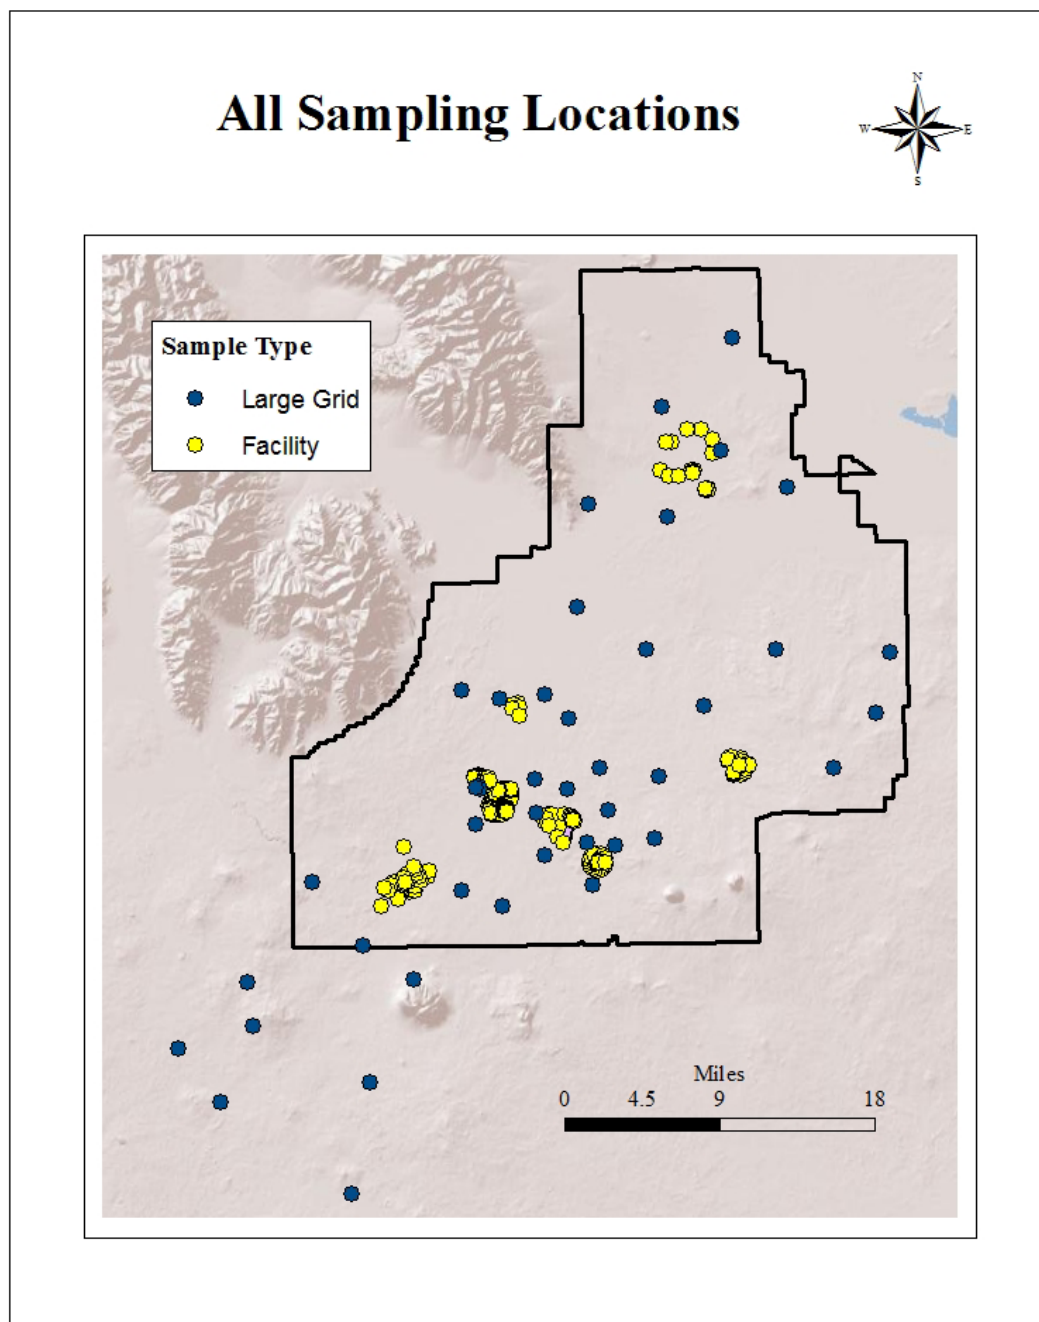 All Sampling Locations
N
W E
S
Sample Type
Large Grid
Facility
Miles
0 4.5 9 18